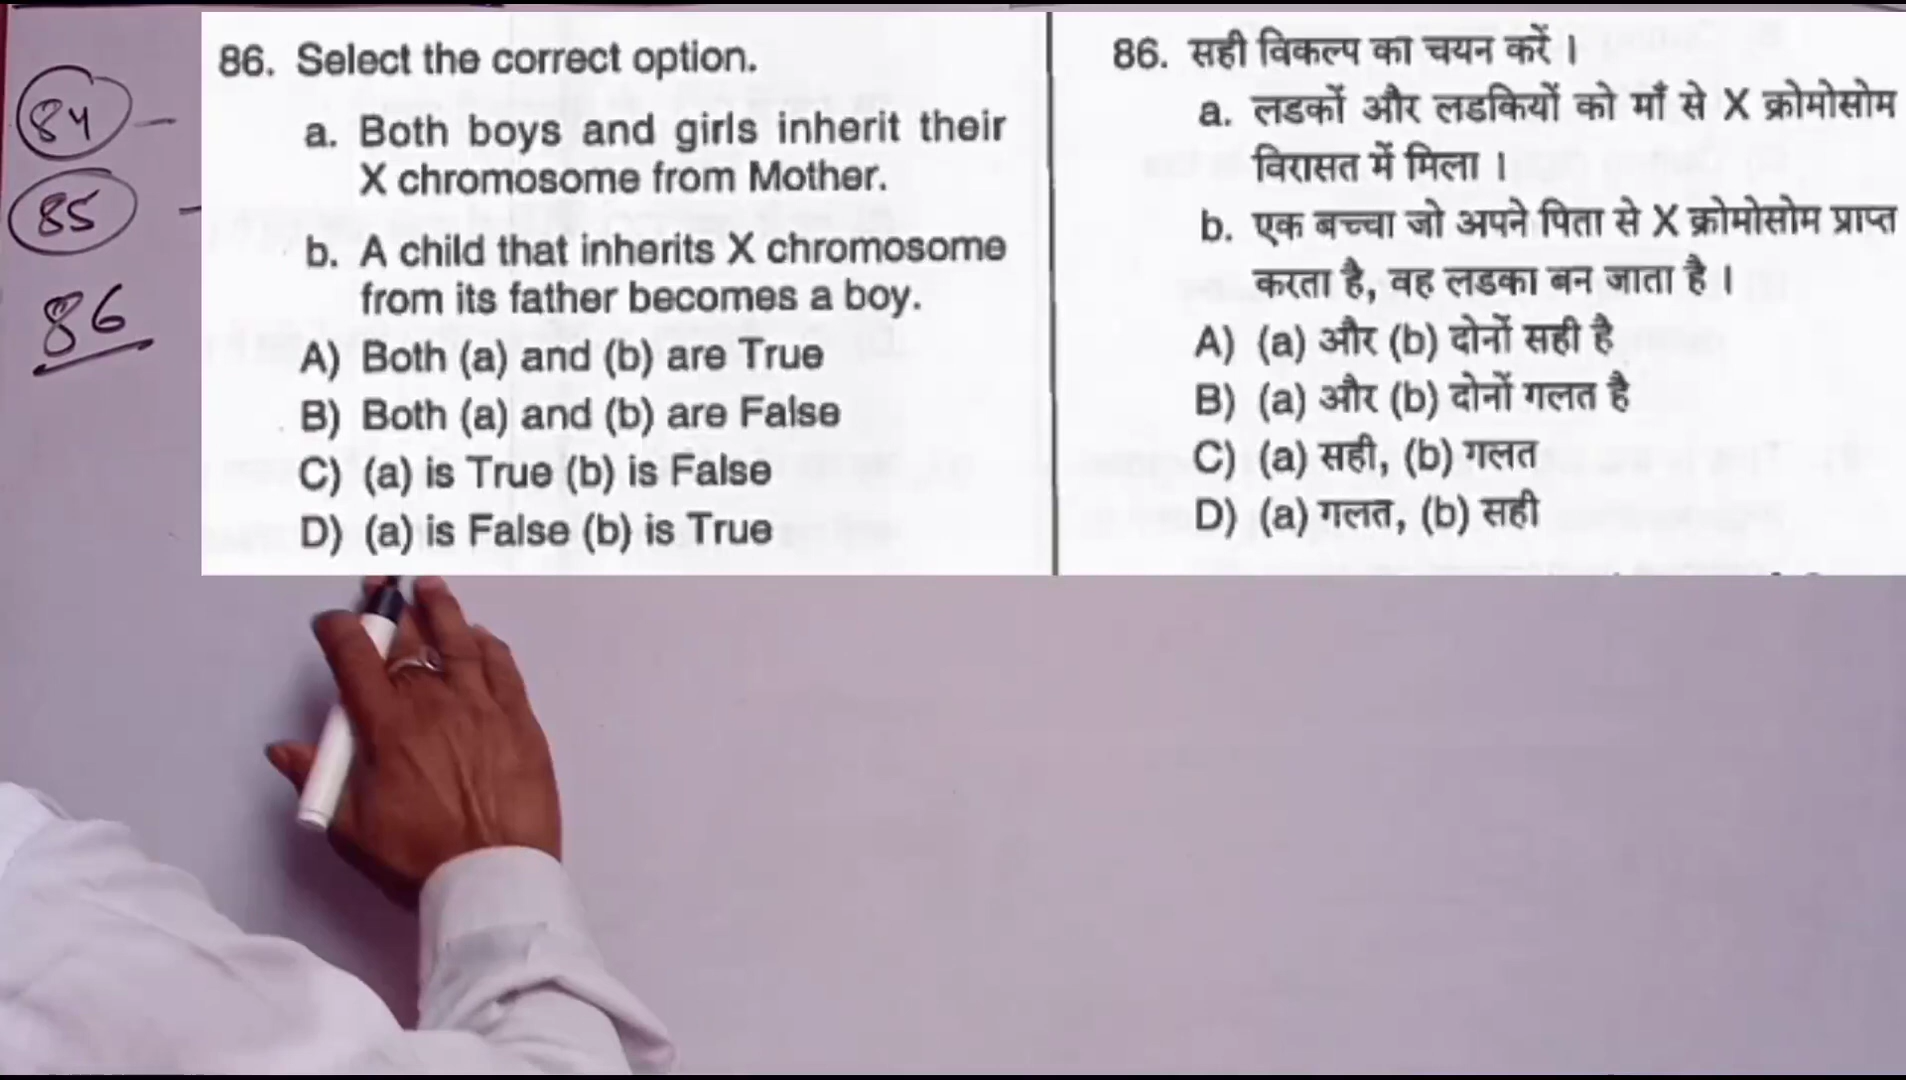 84 -
85 -
86
86. Select the correct option.
a. Both boys and girls inherit their
X chromosome from Mother.
b. A child that inherits X chromosome
from its father becomes a boy.
A) Both (a) and (b) are True
B) Both (a) and (b) are False
C) (a) is True (b) is False
D) (a) is False (b) is True
86. सही विकल्प का चयन करें ।
a. लडकों और लडकियों को माँ से X क्रोमोसोम
विरासत में मिला ।
b. एक बच्चा जो अपने पिता से X क्रोमोसोम प्राप्त
करता है, वह लडका बन जाता है ।
A) (a) और (b) दोनों सही है
B) (a) और (b) दोनों गलत है
C) (a) सही, (b) गलत
D) (a) गलत, (b) सही